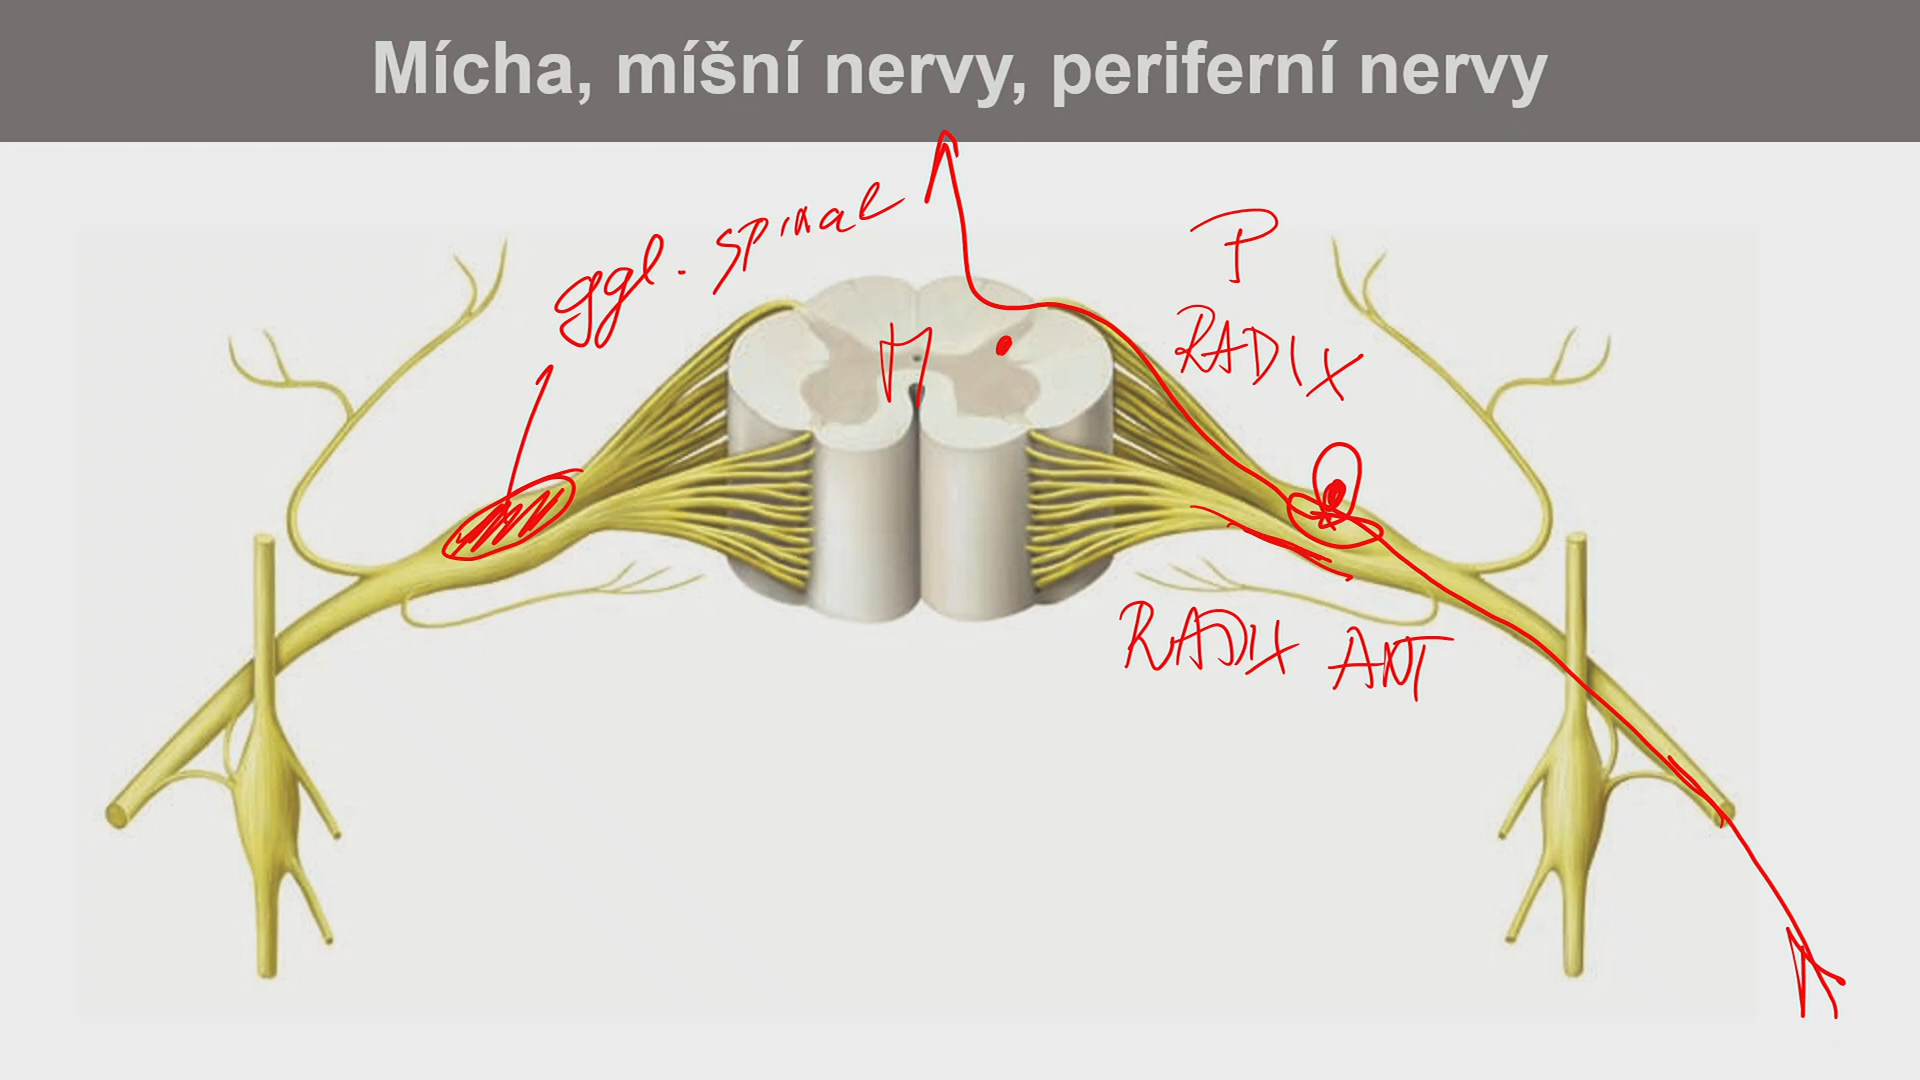 Mícha, míšní nervy, periferní nervy
ggl. spinal
P
RADIX
RADIX ANT